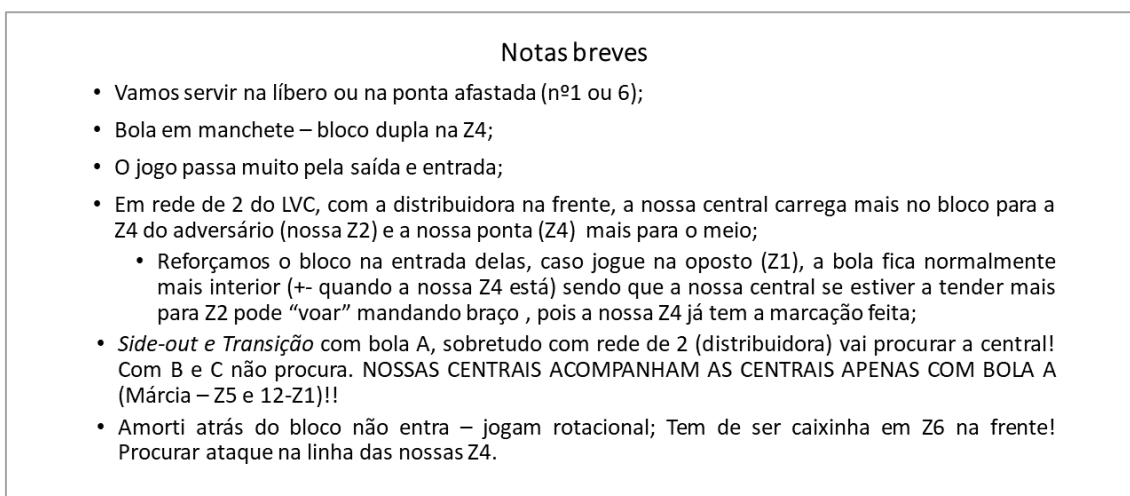 Notas breves
• Vamos servir na líbero ou na ponta afastada (nº1 ou 6);
• Bola em manchete – bloco dupla na Z4;
• O jogo passa muito pela saída e entrada;
• Em rede de 2 do LVC, com a distribuidora na frente, a nossa central carrega mais no bloco para a
Z4 do adversário (nossa Z2) e a nossa ponta (Z4) mais para o meio;
• Reforçamos o bloco na entrada delas, caso jogue na oposto (Z1), a bola fica normalmente
mais interior (+- quando a nossa Z4 está) sendo que a nossa central se estiver a tender mais
para Z2 pode “voar” mandando braço , pois a nossa Z4 já tem a marcação feita;
• Side-out e Transição com bola A, sobretudo com rede de 2 (distribuidora) vai procurar a central!
Com B e C não procura. NOSSAS CENTRAIS ACOMPANHAM AS CENTRAIS APENAS COM BOLA A
(Márcia – Z5 e 12-Z1)!!
• Amorti atrás do bloco não entra – jogam rotacional; Tem de ser caixinha em Z6 na frente!
Procurar ataque na linha das nossas Z4.